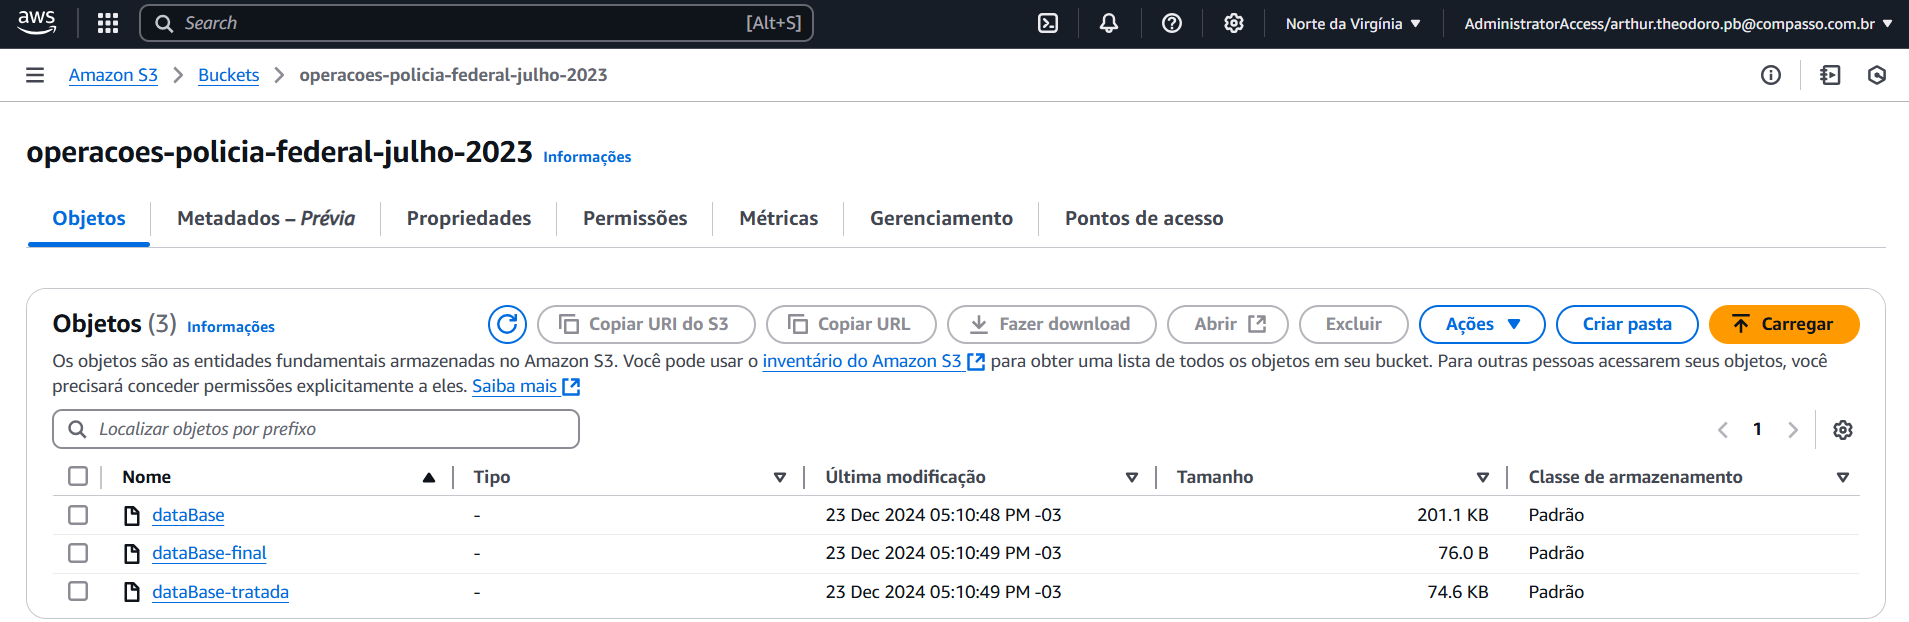 aws
Search [Alt+S]
Norte da Virgínia
AdministratorAccess/arthur.theodoro.pb@compasso.com.br
Amazon S3 > Buckets > operacoes-policia-federal-julho-2023
operacoes-policia-federal-julho-2023 Informações
Objetos Metadados – Prévia Propriedades Permissões Métricas Gerenciamento Pontos de acesso
Objetos (3) Informações Copiar URI do S3 Copiar URL Fazer download Abrir Excluir Ações Criar pasta Carregar
Os objetos são as entidades fundamentais armazenadas no Amazon S3. Você pode usar o inventário do Amazon S3 para obter uma lista de todos os objetos em seu bucket. Para outras pessoas acessarem seus objetos, você
precisará conceder permissões explicitamente a eles. Saiba mais
Localizar objetos por prefixo
1
Nome Tipo Última modificação Tamanho Classe de armazenamento
dataBase - 23 Dec 2024 05:10:48 PM -03 201.1 KB Padrão
dataBase-final - 23 Dec 2024 05:10:49 PM -03 76.0 B Padrão
dataBase-tratada - 23 Dec 2024 05:10:49 PM -03 74.6 KB Padrão